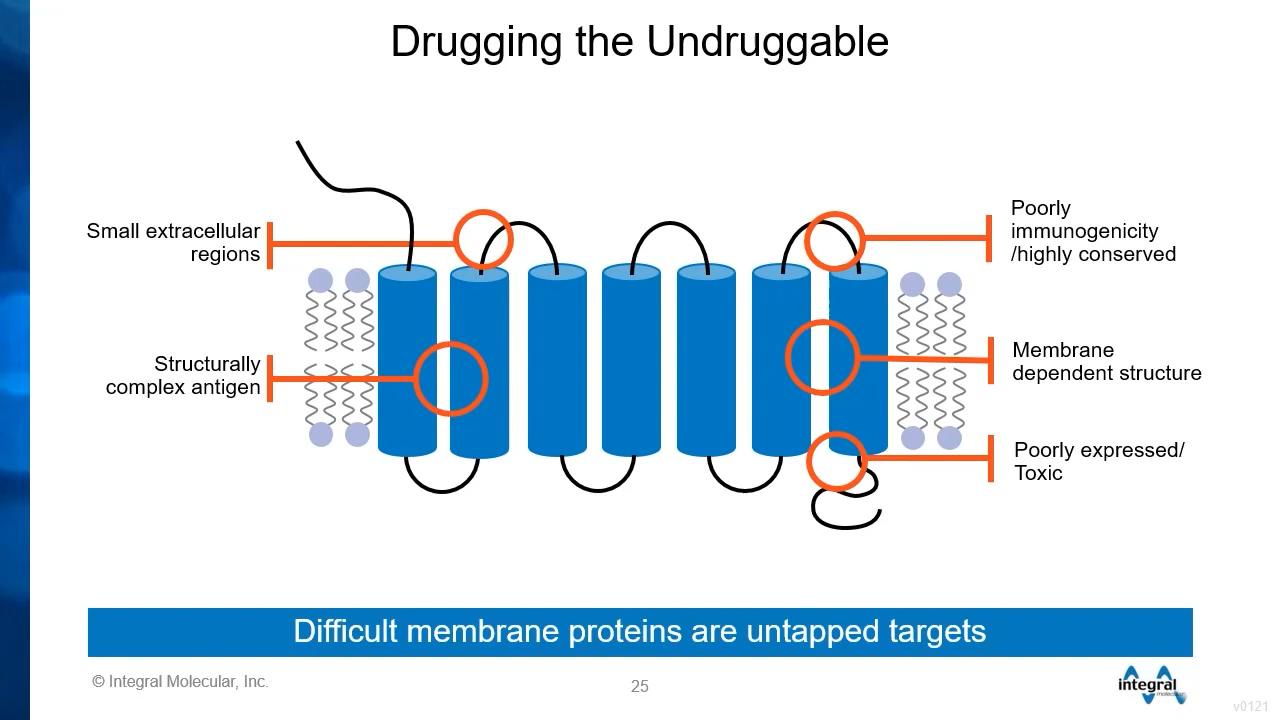 Drugging the Undruggable
Small extracellular
regions
Poorly
immunogenicity
/highly conserved
Structurally
complex antigen
Membrane
dependent structure
Poorly expressed/
Toxic
Difficult membrane proteins are untapped targets
© Integral Molecular, Inc.
25
integral
molecular
v0121